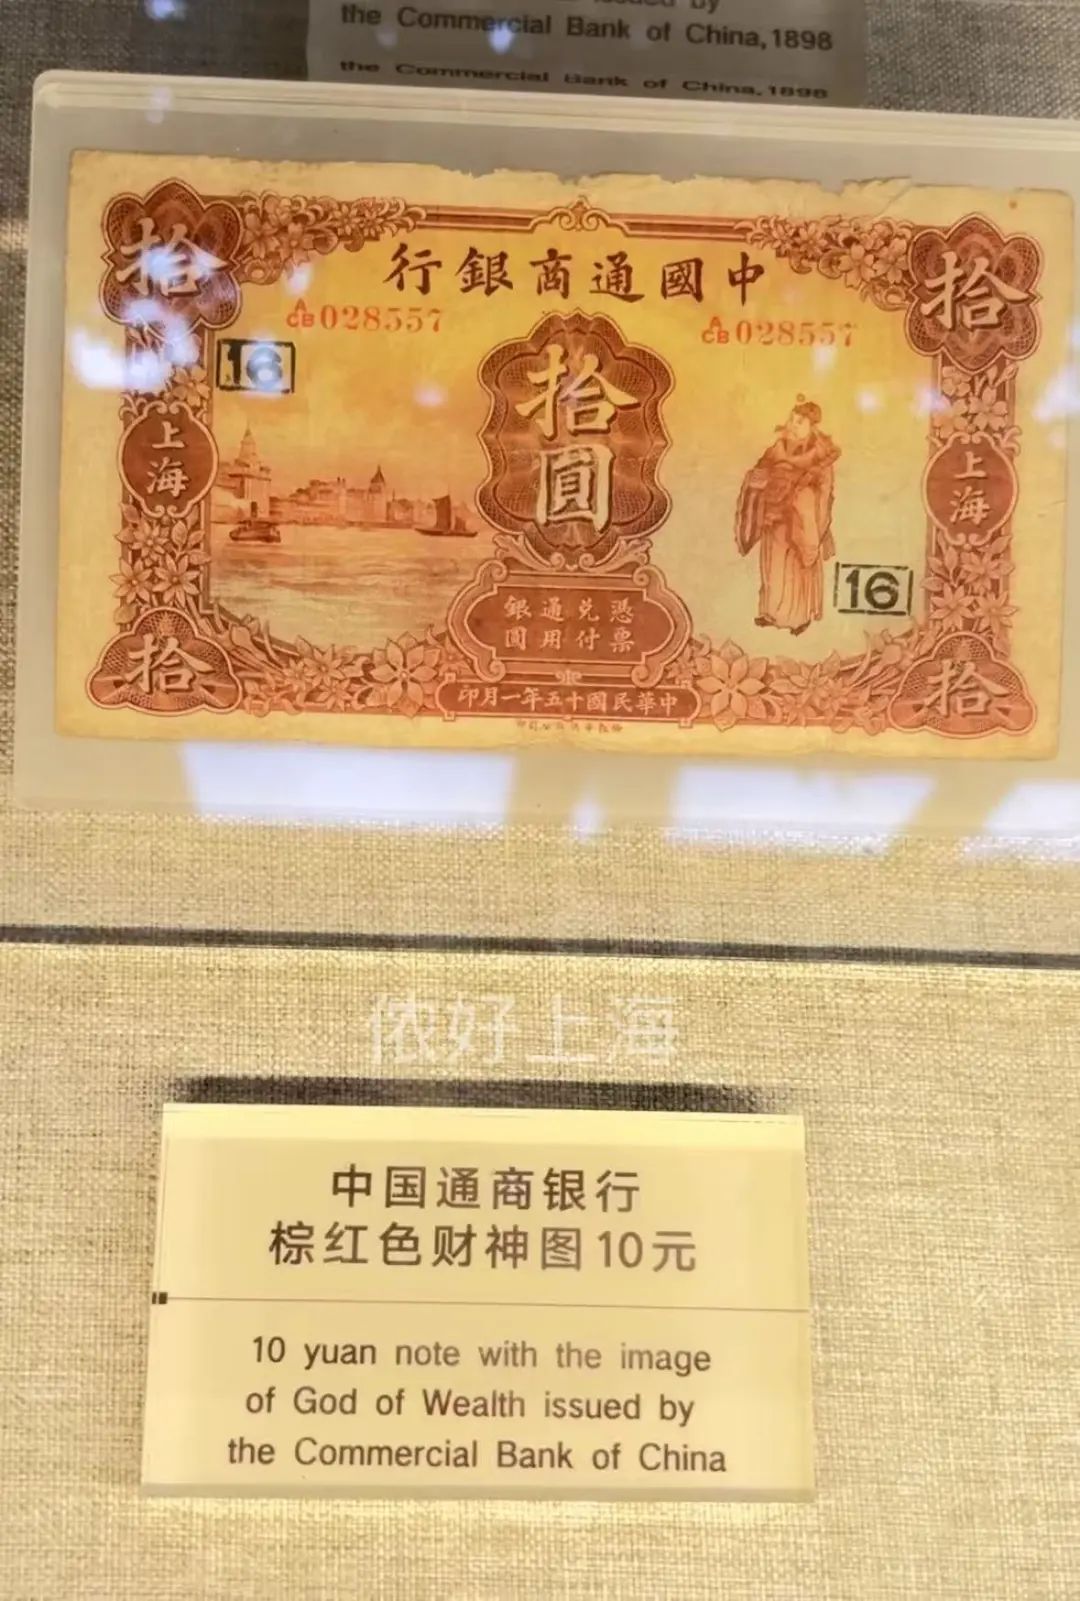 issued by
the Commercial Bank of China, 1898
the Commercial Bank of China, 1898
行銀商通國中
拾
拾
A
CB 028557
A
CB 028557
16
拾
圓
上海
上海
16
銀通兌憑
圓用付票
拾
拾
印月一年五十國民華中
侬好上海
中国通商银行
棕红色财神图10元
10 yuan note with the image
of God of Wealth issued by
the Commercial Bank of China